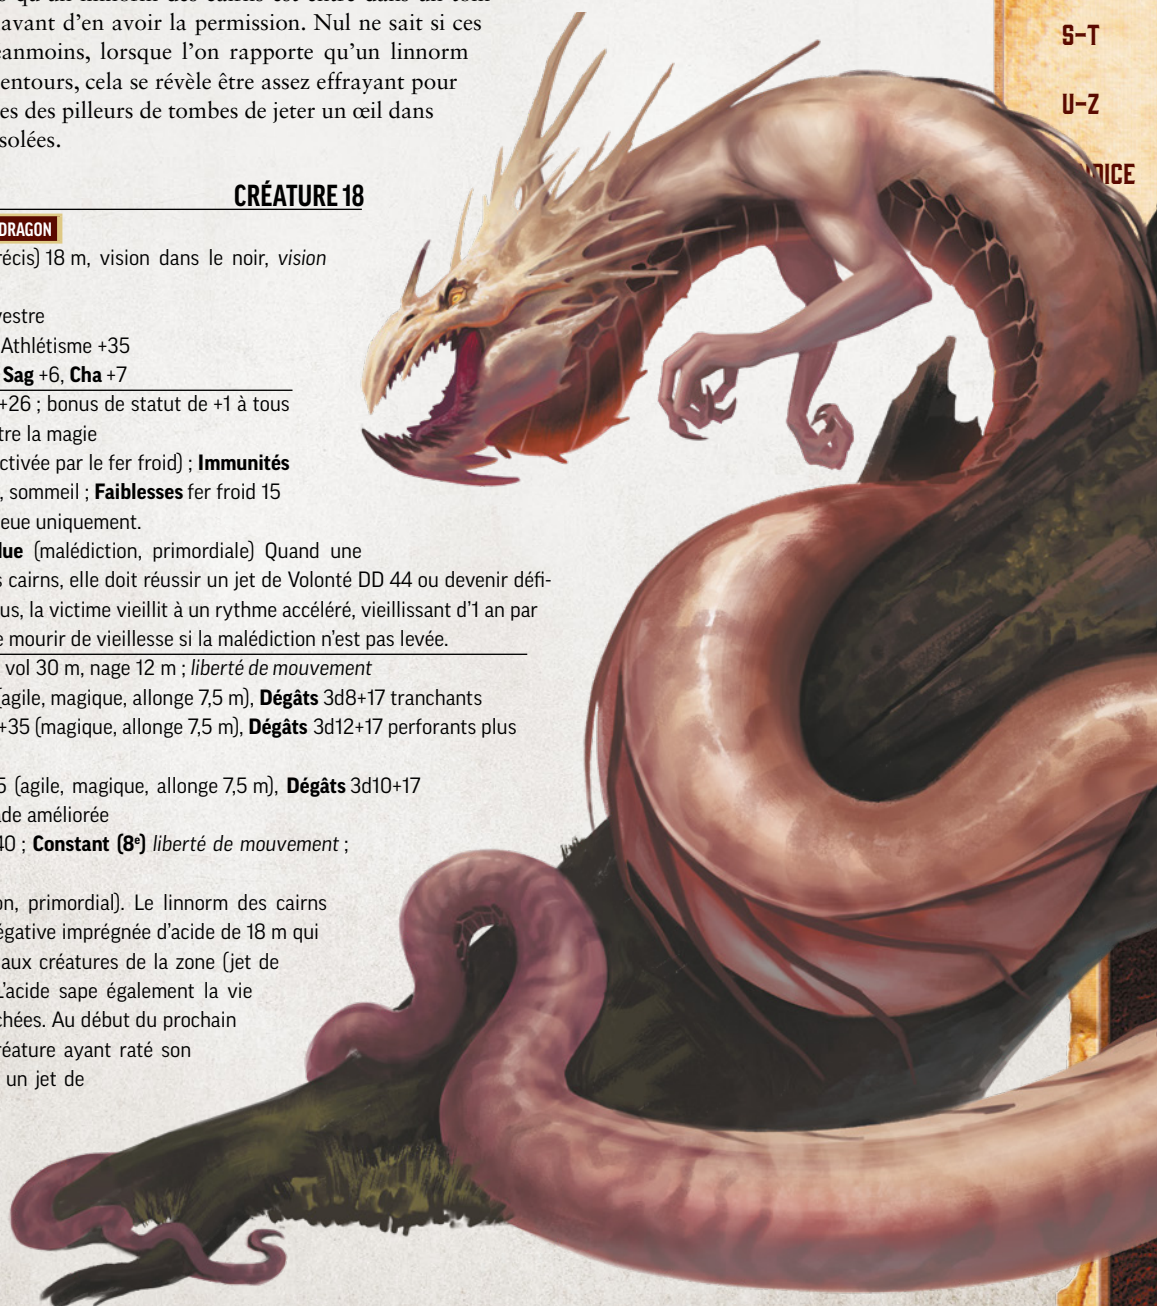 avant d'en avoir la permission. Nul ne sait si ces
eanmoins, lorsque l'on rapporte qu'un linnorm
entours, cela se révèle être assez effrayant pour
es des pilleurs de tombes de jeter un œil dans
solées.
CRÉATURE 18
DRAGON
récis) 18 m, vision dans le noir, vision
vestre
Athlétisme +35
Sag +6, Cha +7
+26 ; bonus de statut de +1 à tous
tre la magie
ctivée par le fer froid) ; Immunités
, sommeil ; Faiblesses fer froid 15
eue uniquement.
lue (malédiction, primordiale) Quand une
s cairns, elle doit réussir un jet de Volonté DD 44 ou devenir défi-
us, la victime vieillit à un rythme accéléré, vieillissant d'1 an par
e mourir de vieillesse si la malédiction n'est pas levée.
vol 30 m, nage 12 m ; liberté de mouvement
(agile, magique, allonge 7,5 m), Dégâts 3d8+17 tranchants
+35 (magique, allonge 7,5 m), Dégâts 3d12+17 perforants plus
5 (agile, magique, allonge 7,5 m), Dégâts 3d10+17
de améliorée
40 ; Constant (8e) liberté de mouvement ;
on, primordial). Le linnorm des cairns
égative imprégnée d'acide de 18 m qui
aux créatures de la zone (jet de
L'acide sape également la vie
chées. Au début du prochain
réature ayant raté son
un jet de
S–T
U–Z
NDICE